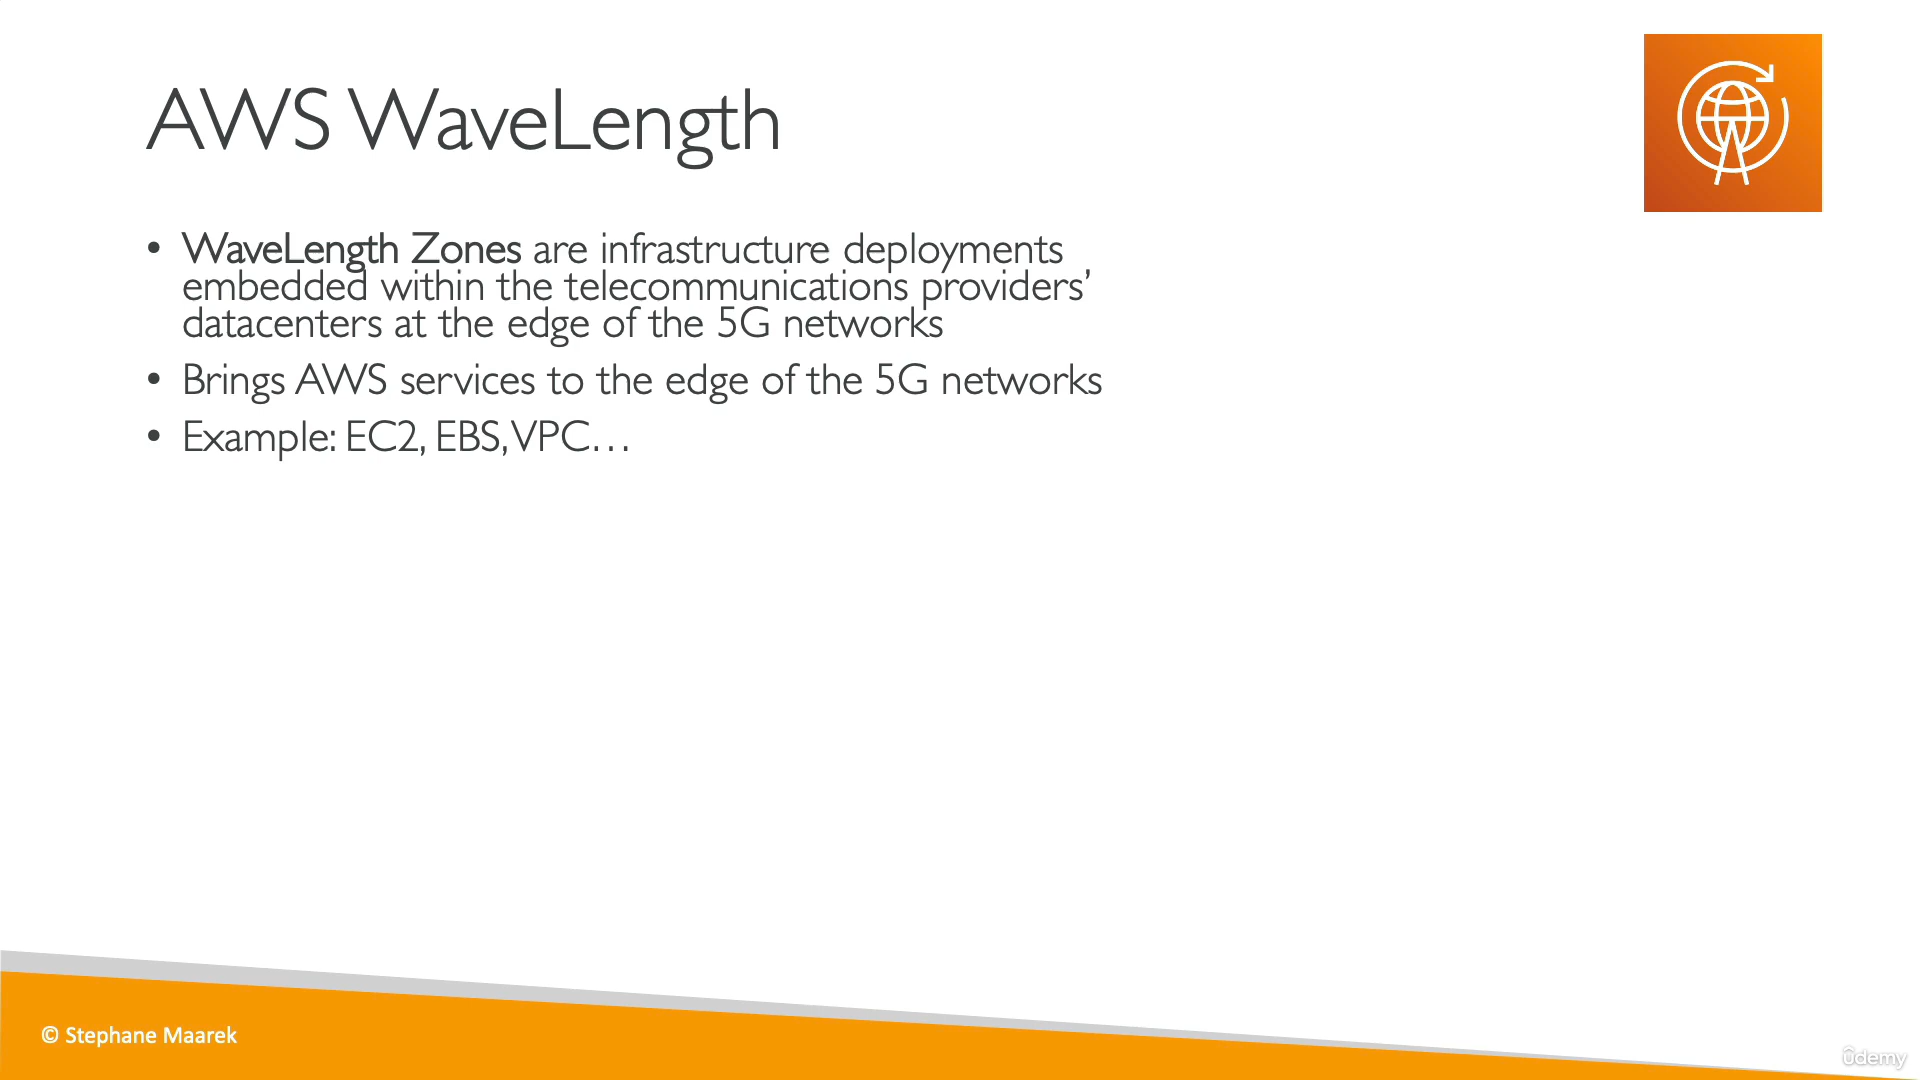 AWS WaveLength
• WaveLength Zones are infrastructure deployments
embedded within the telecommunications providers’
datacenters at the edge of the 5G networks
• Brings AWS services to the edge of the 5G networks
• Example: EC2, EBS, VPC…
© Stephane Maarek
ûdemy